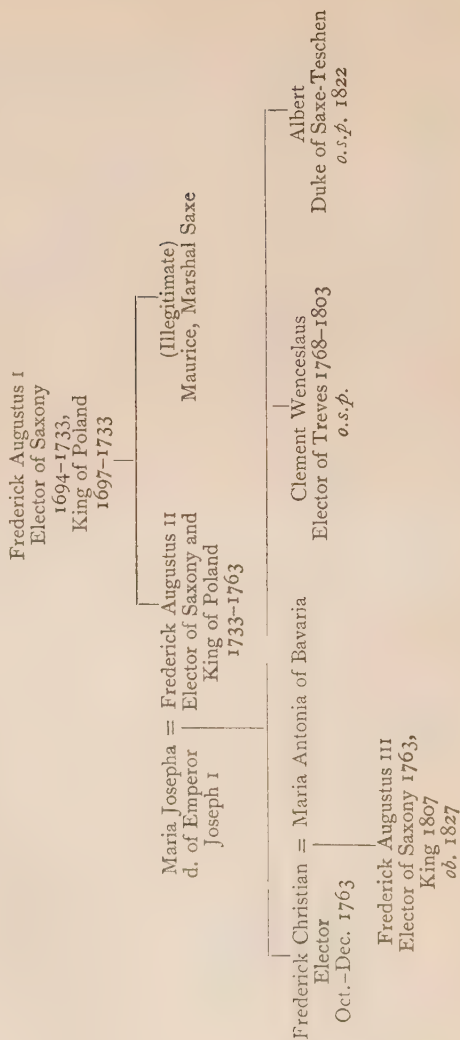 Frederick Augustus I
Elector of Saxony
1694–1733,
King of Poland
1697–1733
Maria Josepha = Frederick Augustus II
d. of Emperor
Joseph I
Elector of Saxony and
King of Poland
1733–1763
(Illegitimate)
Maurice, Marshal Saxe
Frederick Christian = Maria Antonia of Bavaria
Elector
Oct.–Dec. 1763
Clement Wenceslaus
Elector of Treves 1768–1803
o.s.p.
Albert
Duke of Saxe-Teschen
o.s.p. 1822
Frederick Augustus III
Elector of Saxony 1763,
King 1807
ob. 1827